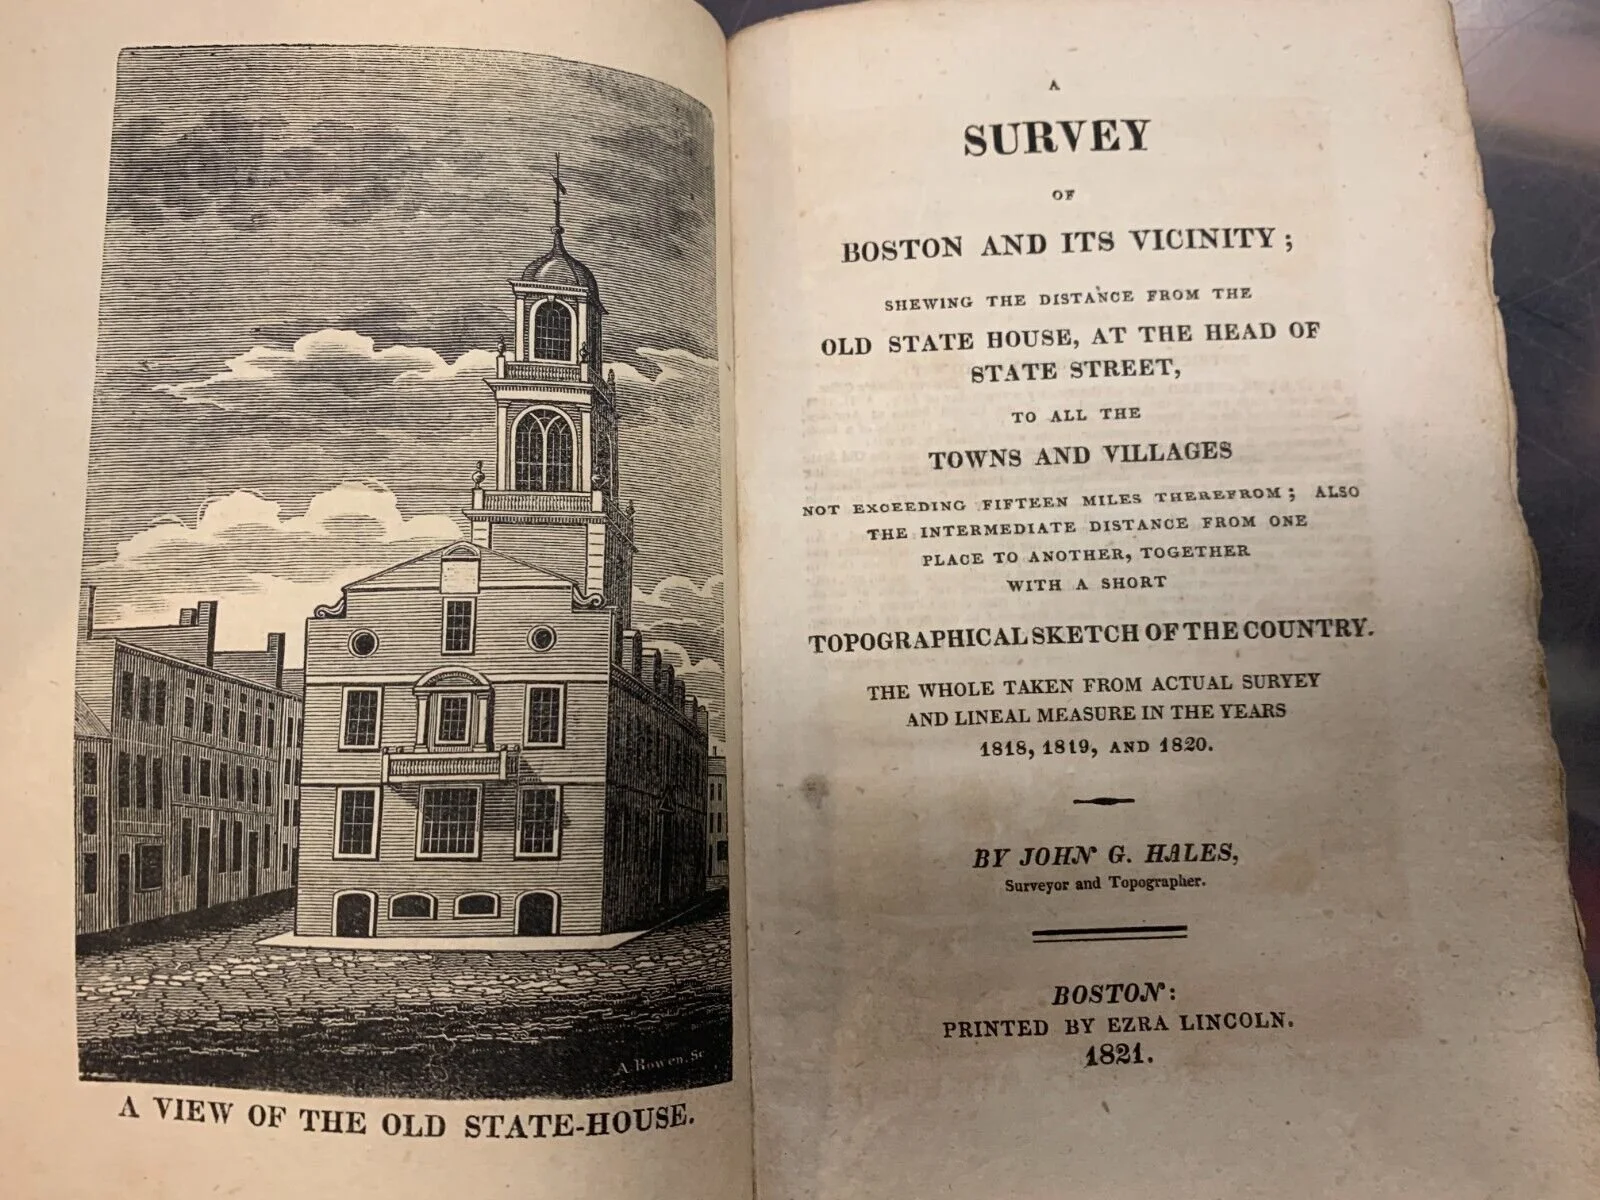 A. Bowen. Sc
A VIEW OF THE OLD STATE-HOUSE.
A
SURVEY
OF
BOSTON AND ITS VICINITY;
SHEWING THE DISTANCE FROM THE
OLD STATE HOUSE, AT THE HEAD OF
STATE STREET,
TO ALL THE
TOWNS AND VILLAGES
NOT EXCEEDING FIFTEEN MILES THEREFROM; ALSO
THE INTERMEDIATE DISTANCE FROM ONE
PLACE TO ANOTHER, TOGETHER
WITH A SHORT
TOPOGRAPHICAL SKETCH OF THE COUNTRY.
THE WHOLE TAKEN FROM ACTUAL SURVEY
AND LINEAL MEASURE IN THE YEARS
1818, 1819, AND 1820.
BY JOHN G. HALES,
Surveyor and Topographer.
BOSTON:
PRINTED BY EZRA LINCOLN.
1821.